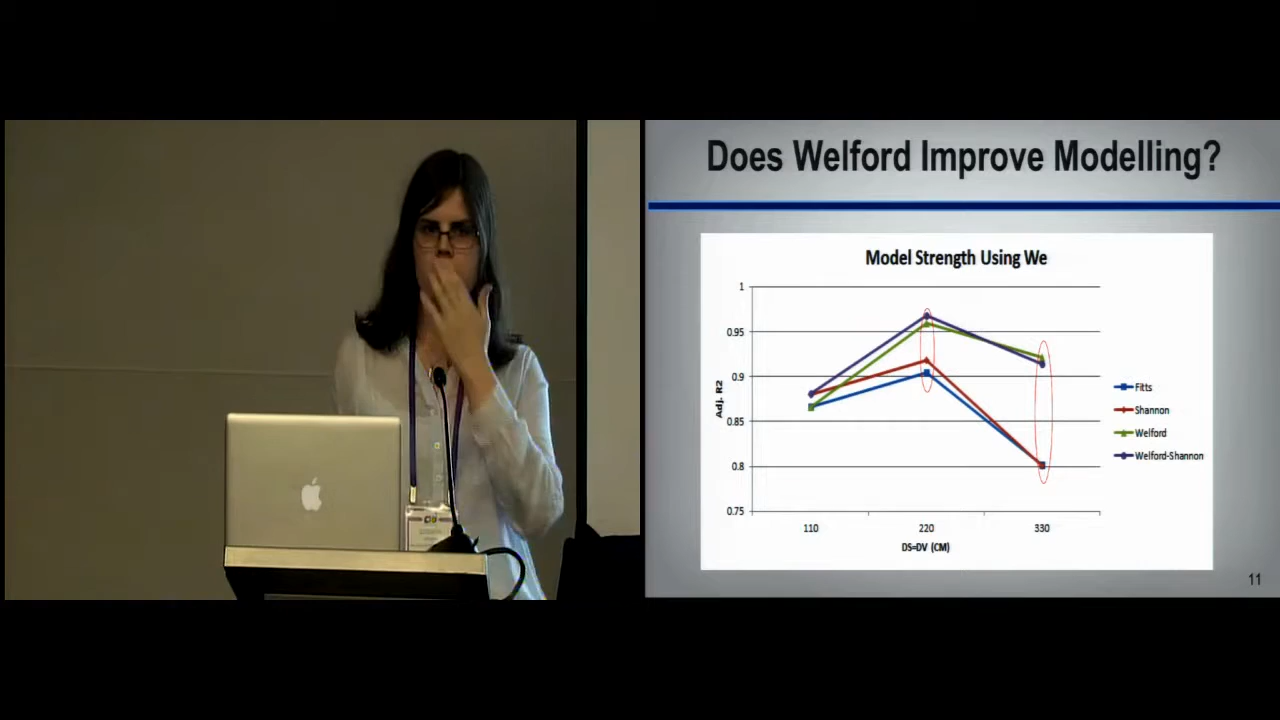 Does Welford Improve Modelling?
Model Strength Using We
1
0.95
0.9
0.85
0.8
0.75
Adj. R2
110
220
330
DS=DV (CM)
Fitts
Shannon
Welford
Welford-Shannon
11